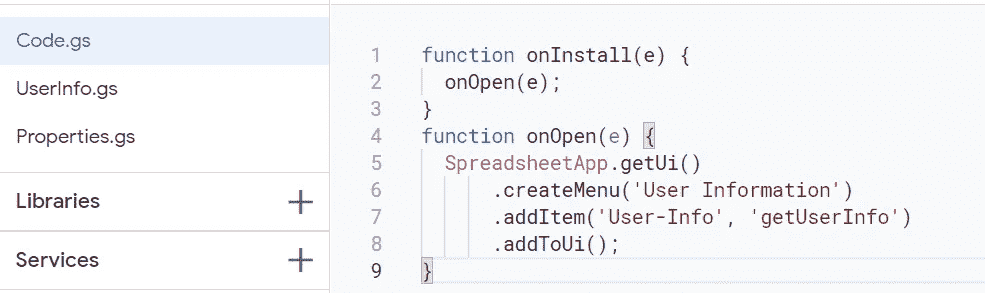 Code.gs
UserInfo.gs
Properties.gs
Libraries +
Services +
1 function onInstall(e) {
2   onOpen(e);
3 }
4 function onOpen(e) {
5   SpreadsheetApp.getUi()
6       .createMenu('User Information')
7       .addItem('User-Info', 'getUserInfo')
8       .addToUi();
9 }